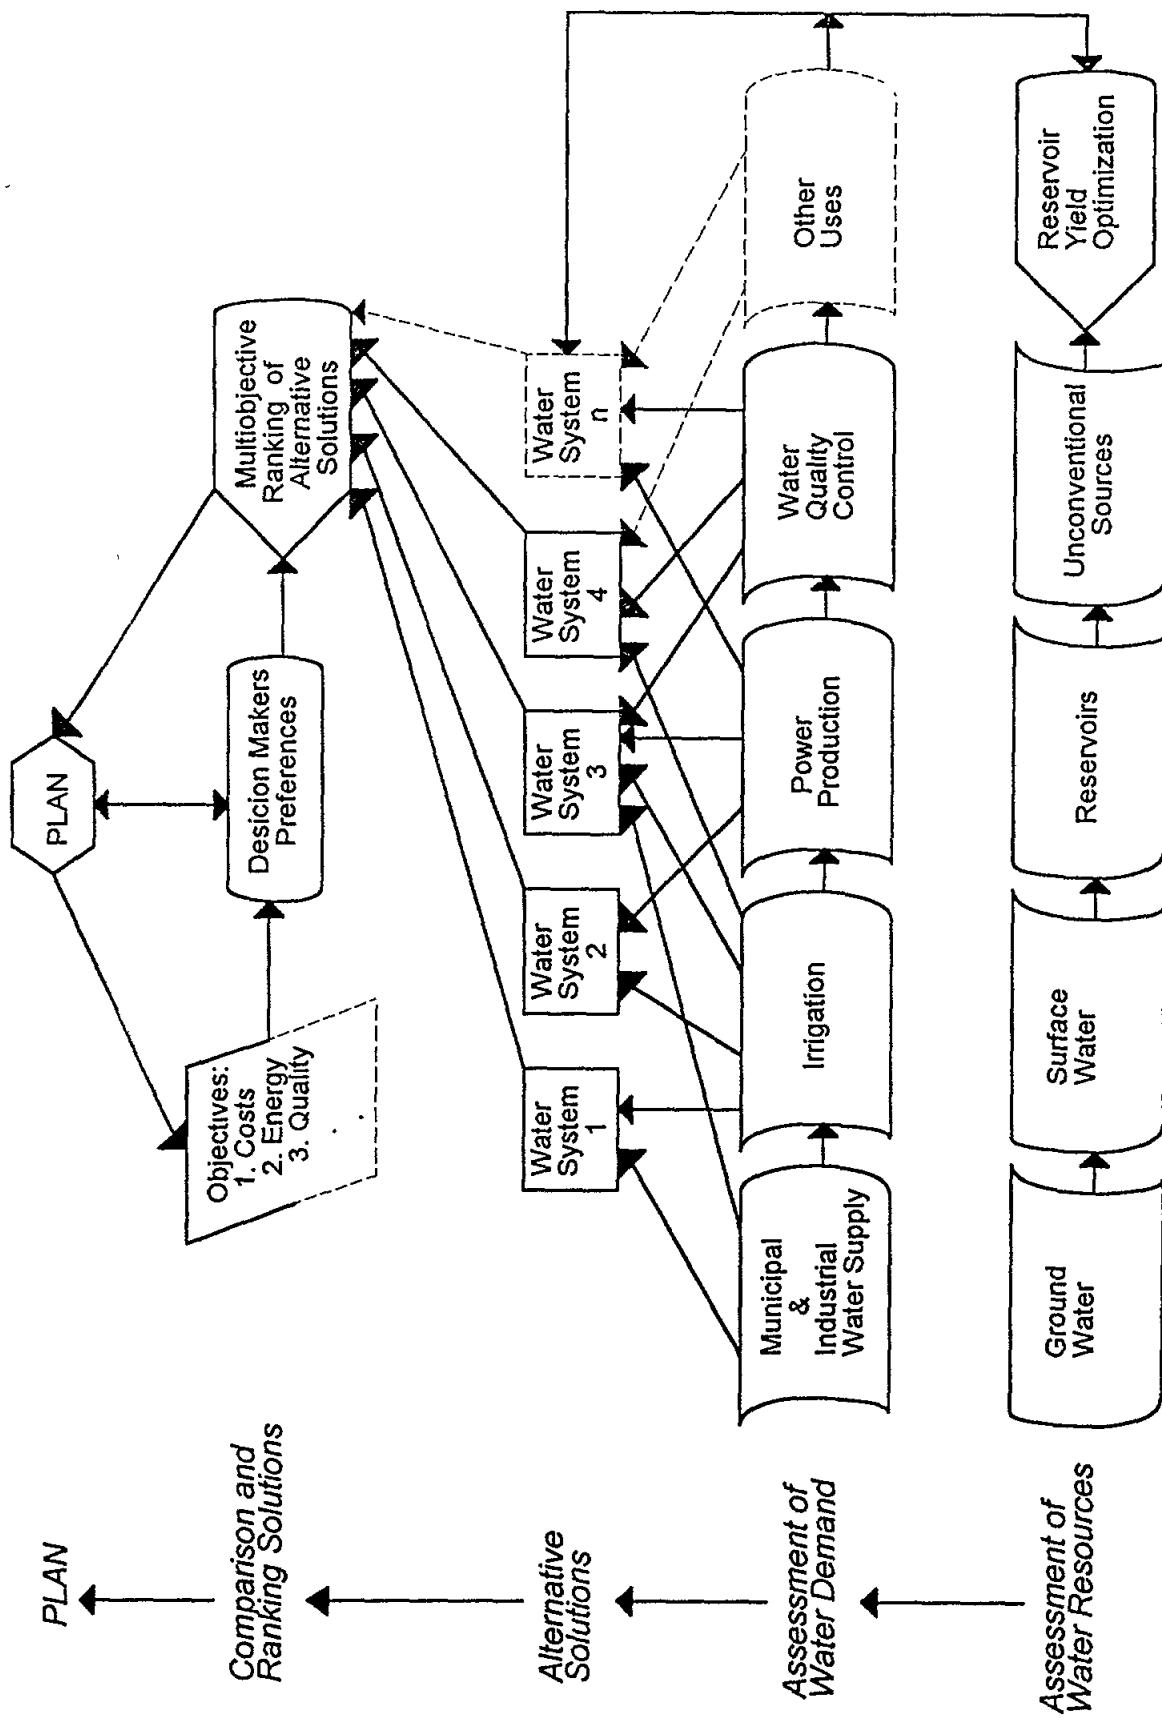 PLAN
Comparison and
Ranking Solutions
Alternative
Solutions
Assessment of
Water Demand
Assessment of
Water Resources
PLAN
Objectives:
1. Costs
2. Energy
3. Quality
.
.
Desicion Makers
Preferences
Multiobjective
Ranking of
Alternative
Solutions
Water
System
1
Water
System
2
Water
System
3
Water
System
4
Water
System
n
Municipal
&
Industrial
Water Supply
Irrigation
Power
Production
Water
Quality
Control
Other
Uses
Ground
Water
Surface
Water
Reservoirs
Unconventional
Sources
Reservoir
Yield
Optimization